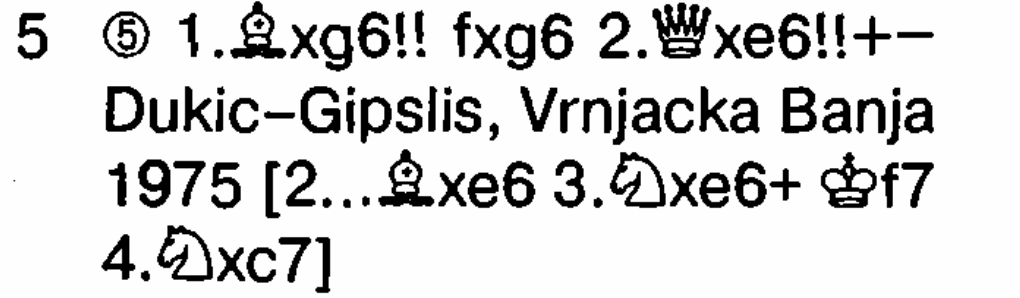 5 ⑤ 1.♗xg6!! fxg6 2.♕xe6!!+−
Dukic–Gipslis, Vrnjacka Banja
1975 [2...♗xe6 3.♘xe6+ ♔f7
4.♘xc7]